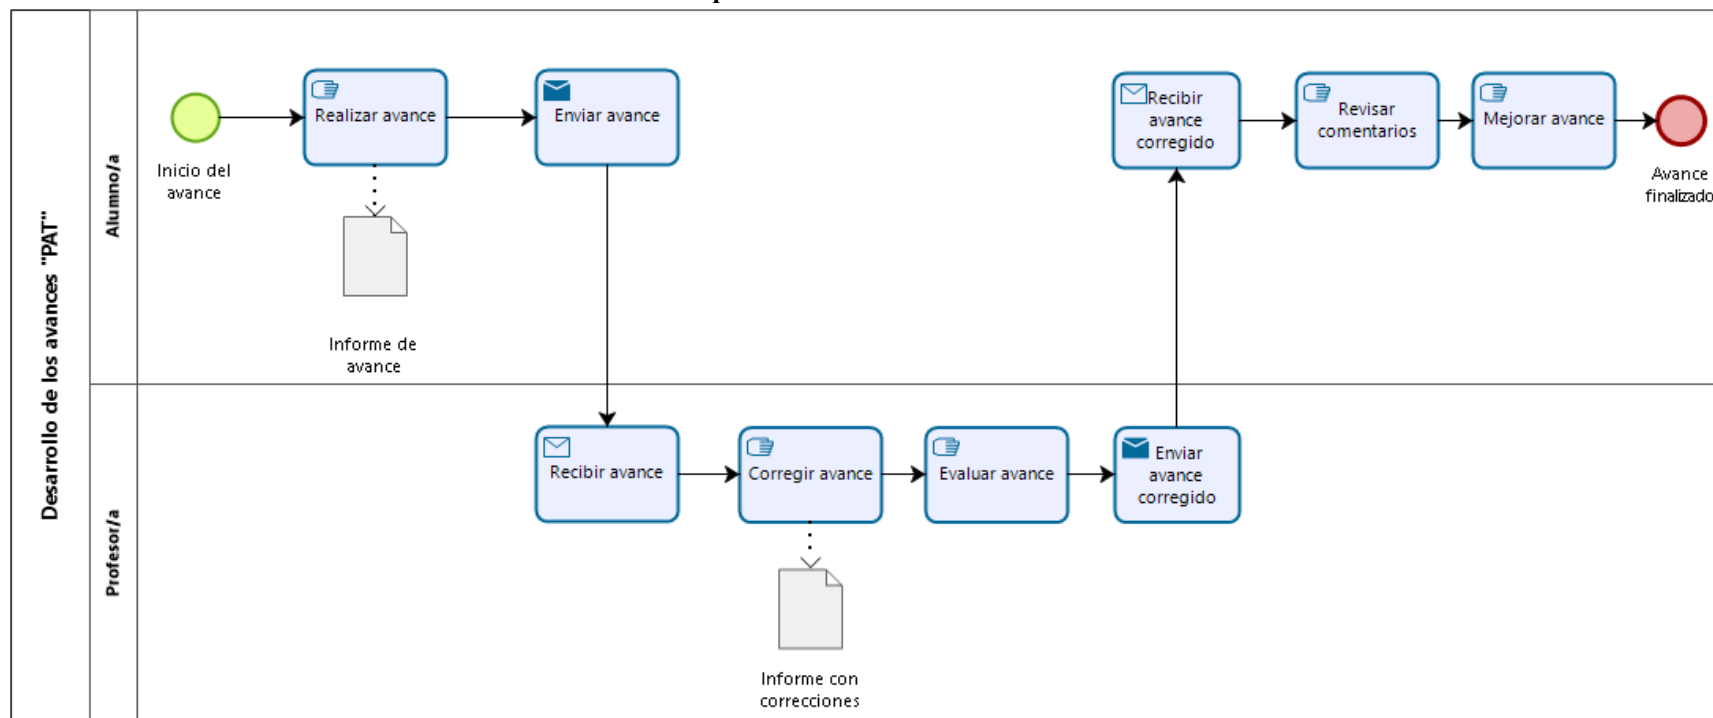 Desarrollo de los avances "PAT"
Alumno/a
Inicio del
avance
Realizar avance
Informe de
avance
Enviar avance
Recibir
avance
corregido
Revisar
comentarios
Mejorar avance
Avance
finalizado
Profesor/a
Recibir avance
Corregir avance
Informe con
correcciones
Evaluar avance
Enviar
avance
corregido